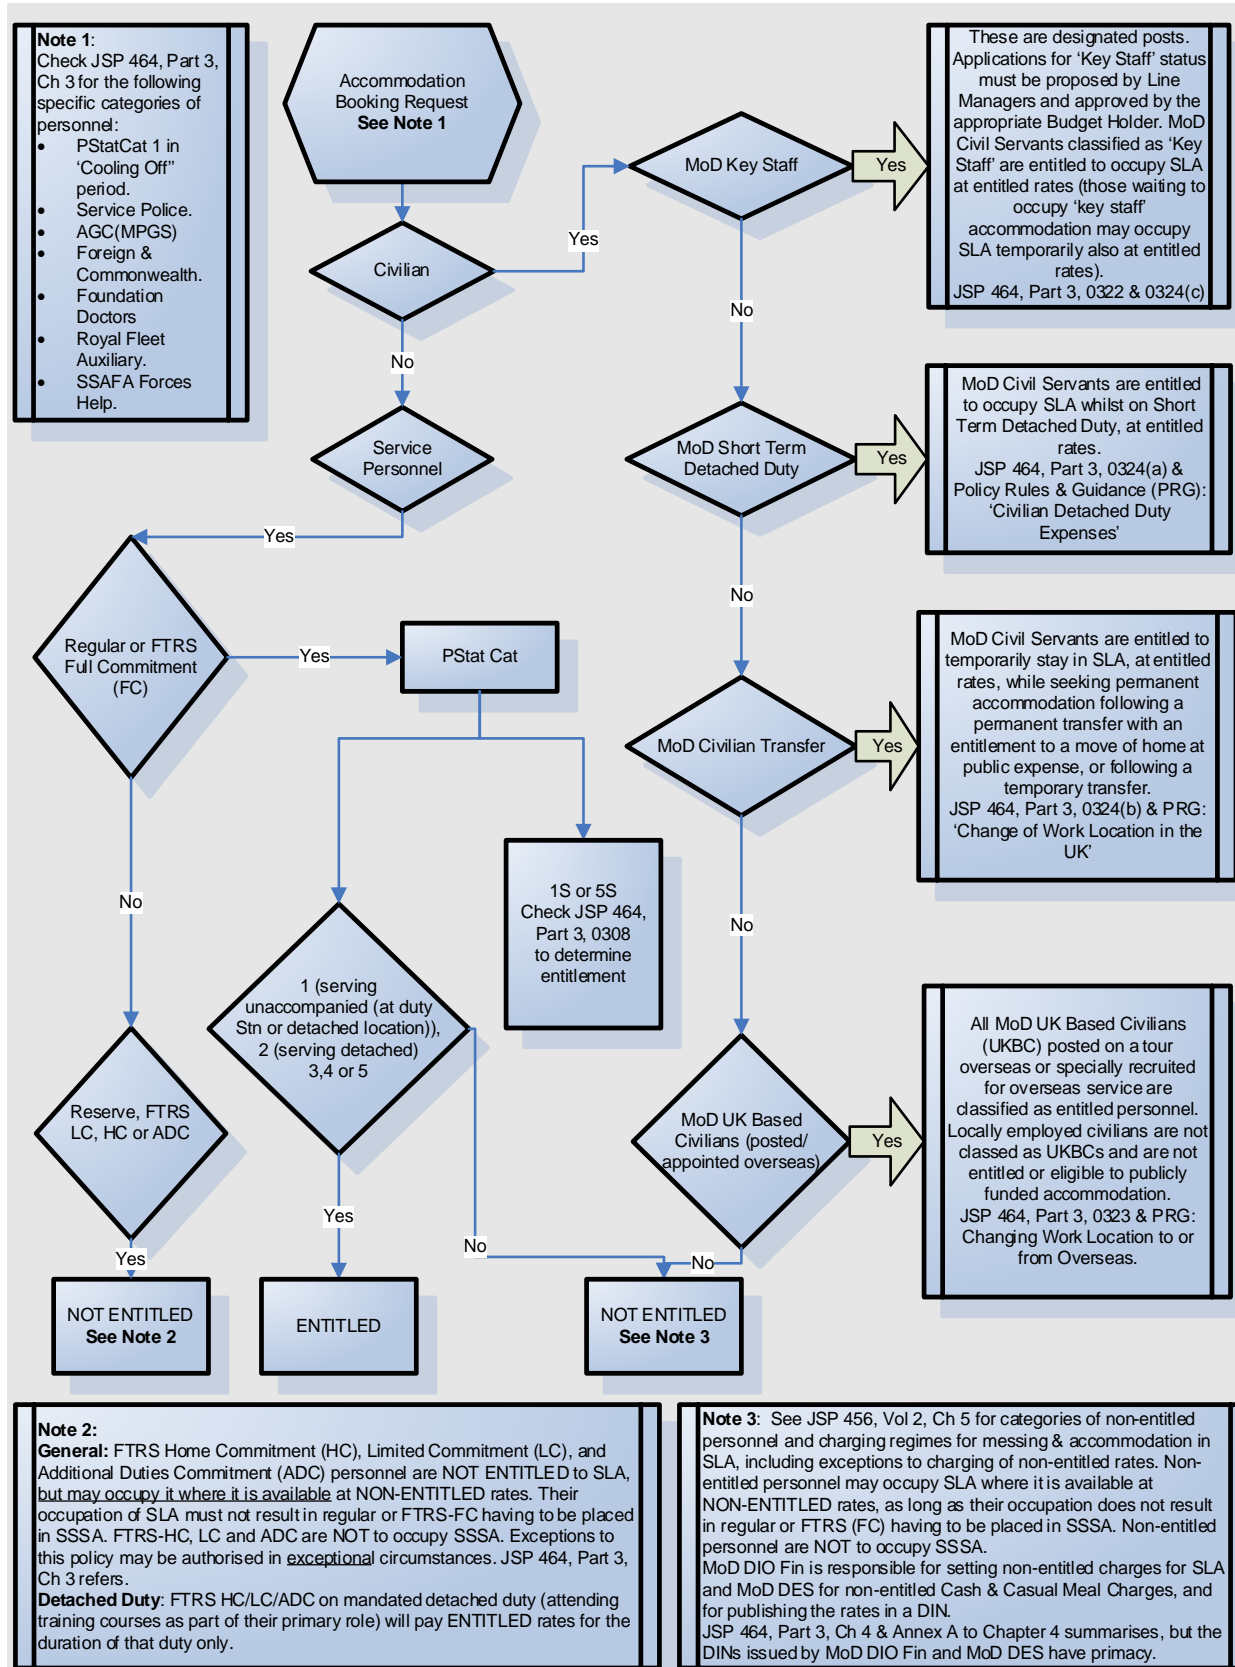 Note 1:
Check JSP 464, Part 3,
Ch 3 for the following
specific categories of
personnel:
• PStatCat 1 in
‘Cooling Off’’
period.
• Service Police.
• AGC(MPGS)
• Foreign &
Commonwealth.
• Foundation
Doctors
• Royal Fleet
Auxiliary.
• SSAFA Forces
Help.
Accommodation
Booking Request
See Note 1
Civilian
Yes
No
MoD Key Staff
Yes
These are designated posts.
Applications for ‘Key Staff’ status
must be proposed by Line
Managers and approved by the
appropriate Budget Holder. MoD
Civil Servants classified as ‘Key
Staff’ are entitled to occupy SLA
at entitled rates (those waiting to
occupy ‘key staff’
accommodation may occupy
SLA temporarily also at entitled
rates).
JSP 464, Part 3, 0322 & 0324(c)
No
Service
Personnel
Yes
MoD Short Term
Detached Duty
Yes
MoD Civil Servants are entitled
to occupy SLA whilst on Short
Term Detached Duty, at entitled
rates.
JSP 464, Part 3, 0324(a) &
Policy Rules & Guidance (PRG):
‘Civilian Detached Duty
Expenses’
No
Regular or FTRS
Full Commitment
(FC)
Yes
PStat Cat
No
MoD Civilian Transfer
Yes
MoD Civil Servants are entitled to
temporarily stay in SLA, at entitled
rates, while seeking permanent
accommodation following a
permanent transfer with an
entitlement to a move of home at
public expense, or following a
temporary transfer.
JSP 464, Part 3, 0324(b) & PRG:
‘Change of Work Location in the
UK’
No
1S or 5S
Check JSP 464,
Part 3, 0308
to determine
entitlement
1 (serving
unaccompanied (at duty
Stn or detached location)),
2 (serving detached)
3,4 or 5
Reserve, FTRS
LC, HC or ADC
MoD UK Based
Civilians (posted/
appointed overseas)
Yes
All MoD UK Based Civilians
(UKBC) posted on a tour
overseas or specially recruited
for overseas service are
classified as entitled personnel.
Locally employed civilians are not
classed as UKBCs and are not
entitled or eligible to publicly
funded accommodation.
JSP 464, Part 3, 0323 & PRG:
Changing Work Location to or
from Overseas.
Yes
Yes
No
No
NOT ENTITLED
See Note 2
ENTITLED
NOT ENTITLED
See Note 3
Note 2:
General: FTRS Home Commitment (HC), Limited Commitment (LC), and
Additional Duties Commitment (ADC) personnel are NOT ENTITLED to SLA,
but may occupy it where it is available at NON-ENTITLED rates. Their
occupation of SLA must not result in regular or FTRS-FC having to be placed
in SSSA. FTRS-HC, LC and ADC are NOT to occupy SSSA. Exceptions to
this policy may be authorised in exceptional circumstances. JSP 464, Part 3,
Ch 3 refers.
Detached Duty: FTRS HC/LC/ADC on mandated detached duty (attending
training courses as part of their primary role) will pay ENTITLED rates for the
duration of that duty only.
Note 3: See JSP 456, Vol 2, Ch 5 for categories of non-entitled
personnel and charging regimes for messing & accommodation in
SLA, including exceptions to charging of non-entitled rates. Non-
entitled personnel may occupy SLA where it is available at
NON-ENTITLED rates, as long as their occupation does not result
in regular or FTRS (FC) having to be placed in SSSA. Non-entitled
personnel are NOT to occupy SSSA.
MoD DIO Fin is responsible for setting non-entitled charges for SLA
and MoD DES for non-entitled Cash & Casual Meal Charges, and
for publishing the rates in a DIN.
JSP 464, Part 3, Ch 4 & Annex A to Chapter 4 summarises, but the
DINs issued by MoD DIO Fin and MoD DES have primacy.